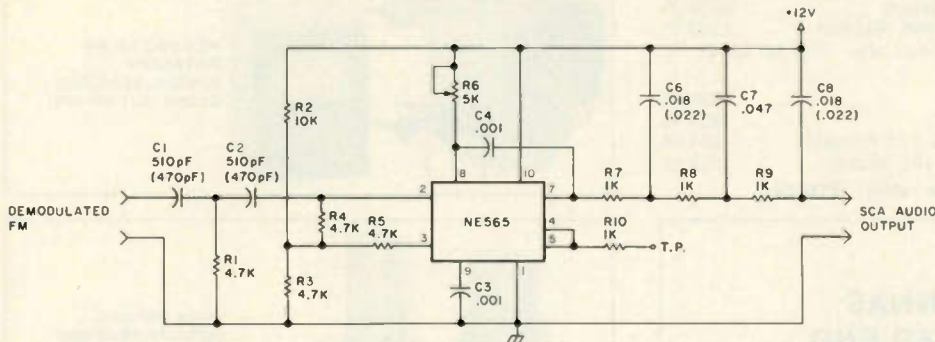 +12V
R2
10K
R6
5K
C4
.001
C6
.018
(.022)
C7
.047
C8
.018
(.022)
C1
510pF
(470pF)
C2
510pF
(470pF)
8
10
DEMODULATED
FM
2
R4
4.7K
R5
4.7K
3
NE565
7
4
5
R7
1K
R8
1K
R9
1K
R10
1K
T.P.
SCA AUDIO
OUTPUT
R1
4.7K
R3
4.7K
9
1
C3
.001